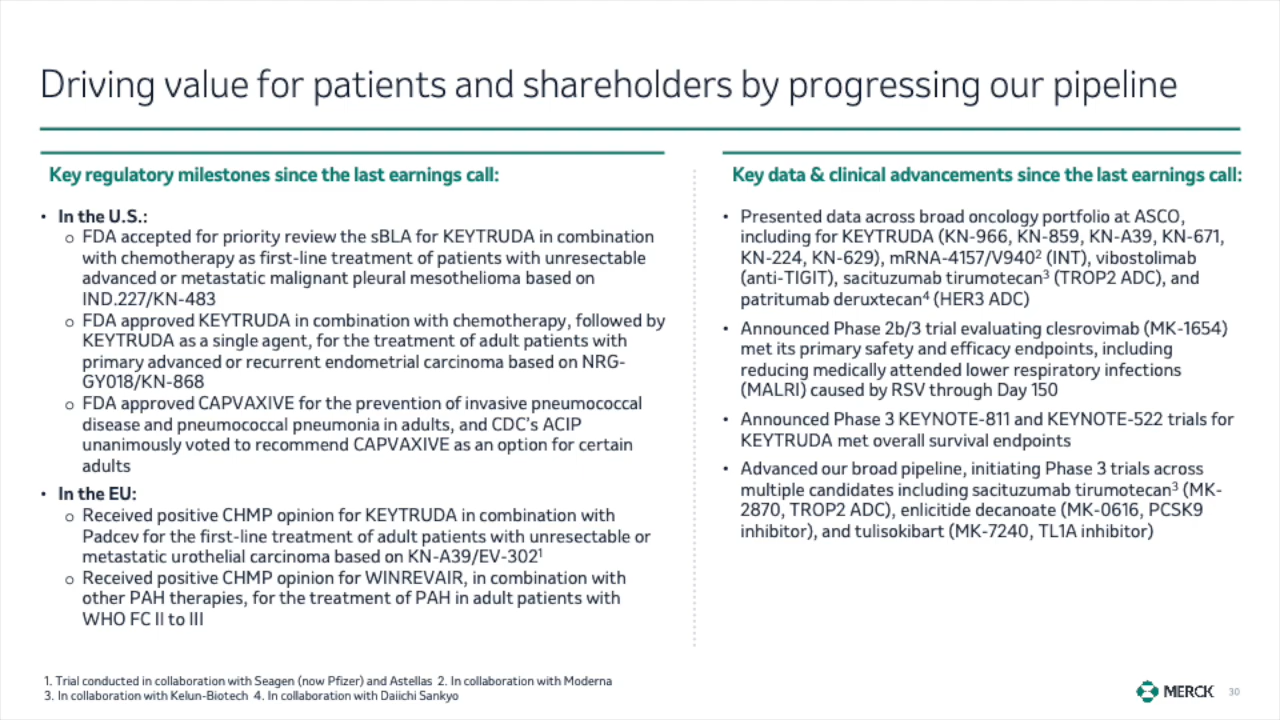 Driving value for patients and shareholders by progressing our pipeline
Key regulatory milestones since the last earnings call:
• In the U.S.:
o FDA accepted for priority review the sBLA for KEYTRUDA in combination
with chemotherapy as first-line treatment of patients with unresectable
advanced or metastatic malignant pleural mesothelioma based on
IND.227/KN-483
o FDA approved KEYTRUDA in combination with chemotherapy, followed by
KEYTRUDA as a single agent, for the treatment of adult patients with
primary advanced or recurrent endometrial carcinoma based on NRG-
GY018/KN-868
o FDA approved CAPVAXIVE for the prevention of invasive pneumococcal
disease and pneumococcal pneumonia in adults, and CDC's ACIP
unanimously voted to recommend CAPVAXIVE as an option for certain
adults
• In the EU:
o Received positive CHMP opinion for KEYTRUDA in combination with
Padcev for the first-line treatment of adult patients with unresectable or
metastatic urothelial carcinoma based on KN-A39/EV-302¹
o Received positive CHMP opinion for WINREVAIR, in combination with
other PAH therapies, for the treatment of PAH in adult patients with
WHO FC II to III
Key data & clinical advancements since the last earnings call:
• Presented data across broad oncology portfolio at ASCO,
including for KEYTRUDA (KN-966, KN-859, KN-A39, KN-671,
KN-224, KN-629), mRNA-4157/V940² (INT), vibostolimab
(anti-TIGIT), sacituzumab tirumotecan³ (TROP2 ADC), and
patritumab deruxtecan⁴ (HER3 ADC)
• Announced Phase 2b/3 trial evaluating clesrovimab (MK-1654)
met its primary safety and efficacy endpoints, including
reducing medically attended lower respiratory infections
(MALRI) caused by RSV through Day 150
• Announced Phase 3 KEYNOTE-811 and KEYNOTE-522 trials for
KEYTRUDA met overall survival endpoints
• Advanced our broad pipeline, initiating Phase 3 trials across
multiple candidates including sacituzumab tirumotecan³ (MK-
2870, TROP2 ADC), enlicitide decanoate (MK-0616, PCSK9
inhibitor), and tulisokibart (MK-7240, TL1A inhibitor)
1. Trial conducted in collaboration with Seagen (now Pfizer) and Astellas 2. In collaboration with Moderna
3. In collaboration with Kelun-Biotech 4. In collaboration with Daiichi Sankyo
MERCK
30